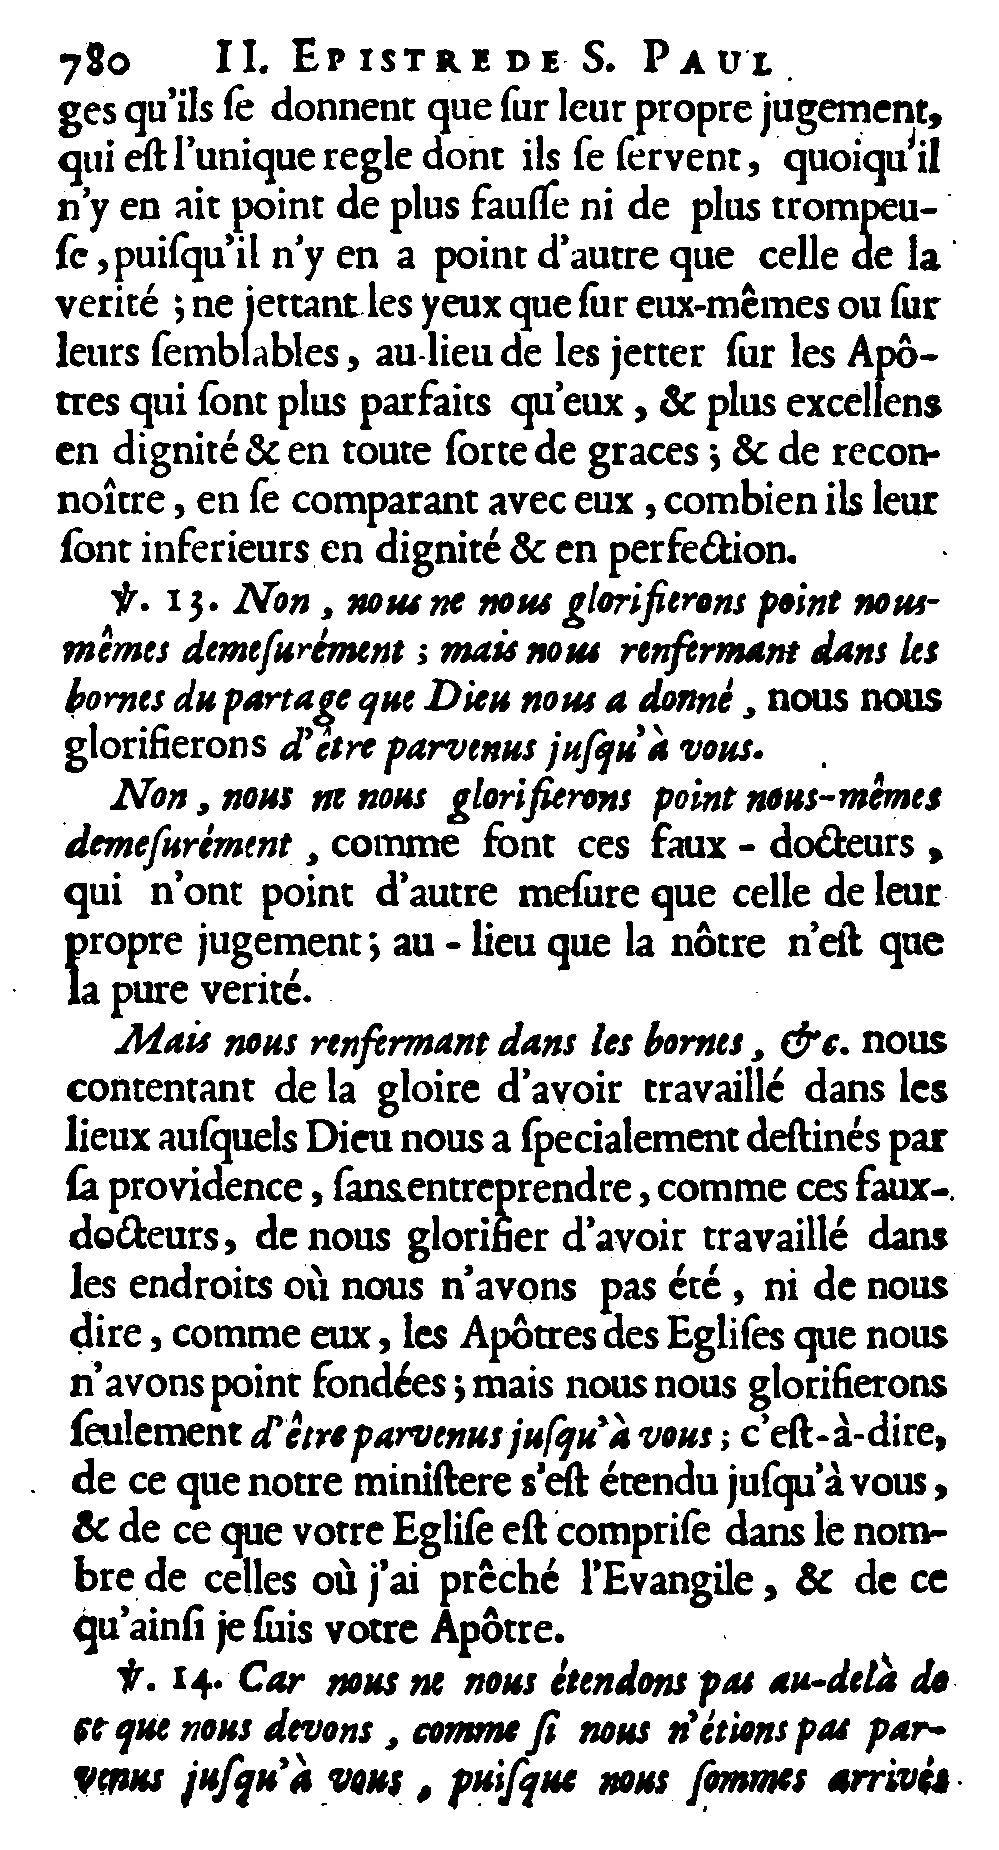 780 II. EPISTRE DE S. PAUL
ges qu'ils ſe donnent que ſur leur propre jugement,
qui eſt l'unique regle dont ils ſe ſervent, quoiqu'il
n'y en ait point de plus fauſſe ni de plus trompeu-
ſe, puiſqu'il n'y en a point d'autre que celle de la
verité ; ne jettant les yeux que ſur eux-mêmes ou ſur
leurs ſemblables, au-lieu de les jetter ſur les Apô-
tres qui ſont plus parfaits qu'eux, & plus excellens
en dignité & en toute ſorte de graces ; & de recon-
noître, en ſe comparant avec eux, combien ils leur
ſont inferieurs en dignité & en perfection.
℣. 13. Non, nous ne nous glorifierons point nous-
mêmes demeſurément ; mais nous renfermant dans les
bornes du partage que Dieu nous a donné, nous nous
glorifierons d'être parvenus juſqu'à vous.
Non, nous ne nous glorifierons point nous-mêmes
demeſurément, comme font ces faux-docteurs,
qui n'ont point d'autre meſure que celle de leur
propre jugement ; au-lieu que la nôtre n'eſt que
la pure verité.
Mais nous renfermant dans les bornes, &c. nous
contentant de la gloire d'avoir travaillé dans les
lieux auſquels Dieu nous a ſpecialement deſtinés par
ſa providence, ſans entreprendre, comme ces faux-
docteurs, de nous glorifier d'avoir travaillé dans
les endroits où nous n'avons pas été, ni de nous
dire, comme eux, les Apôtres des Egliſes que nous
n'avons point fondées ; mais nous nous glorifierons
ſeulement d'être parvenus juſqu'à vous ; c'eſt-à-dire,
de ce que notre miniſtere s'eſt étendu juſqu'à vous,
& de ce que votre Egliſe eſt compriſe dans le nom-
bre de celles où j'ai prêché l'Evangile, & de ce
qu'ainſi je ſuis votre Apôtre.
℣. 14. Car nous ne nous étendons pas au-delà de
ce que nous devons, comme ſi nous n'étions pas par-
venus juſqu'à vous, puiſque nous ſommes arrivés